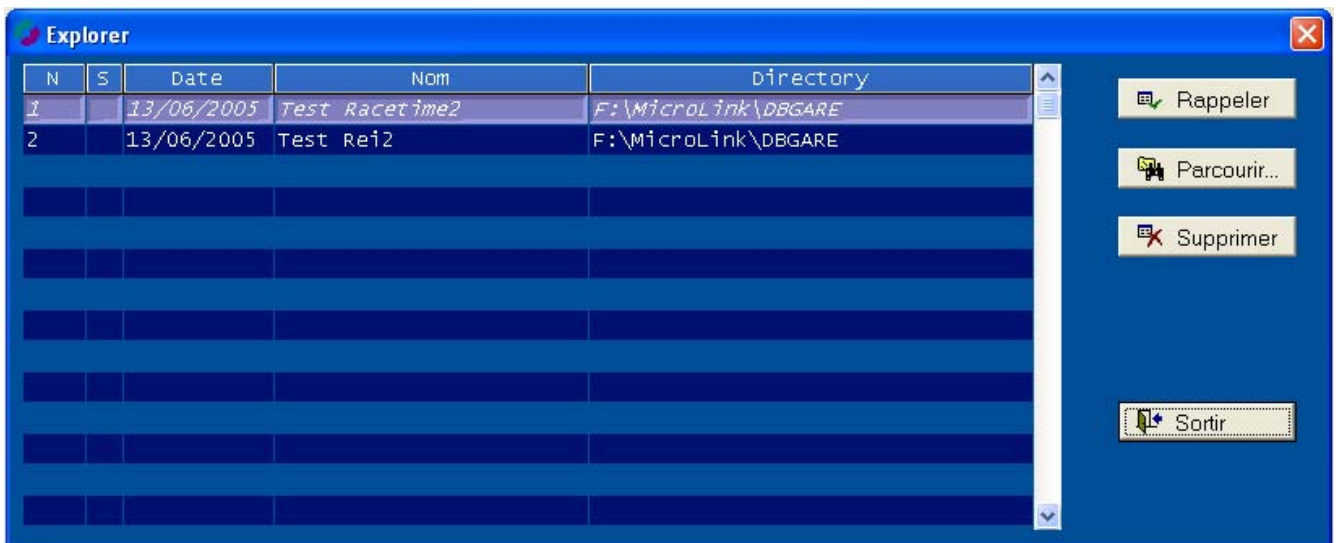 Explorer
N S Date Nom Directory
1 13/06/2005 Test Racetime2 F:\MicroLink\DBGARE
2 13/06/2005 Test Rei2 F:\MicroLink\DBGARE
Rappeler
Parcourir...
Supprimer
Sortir